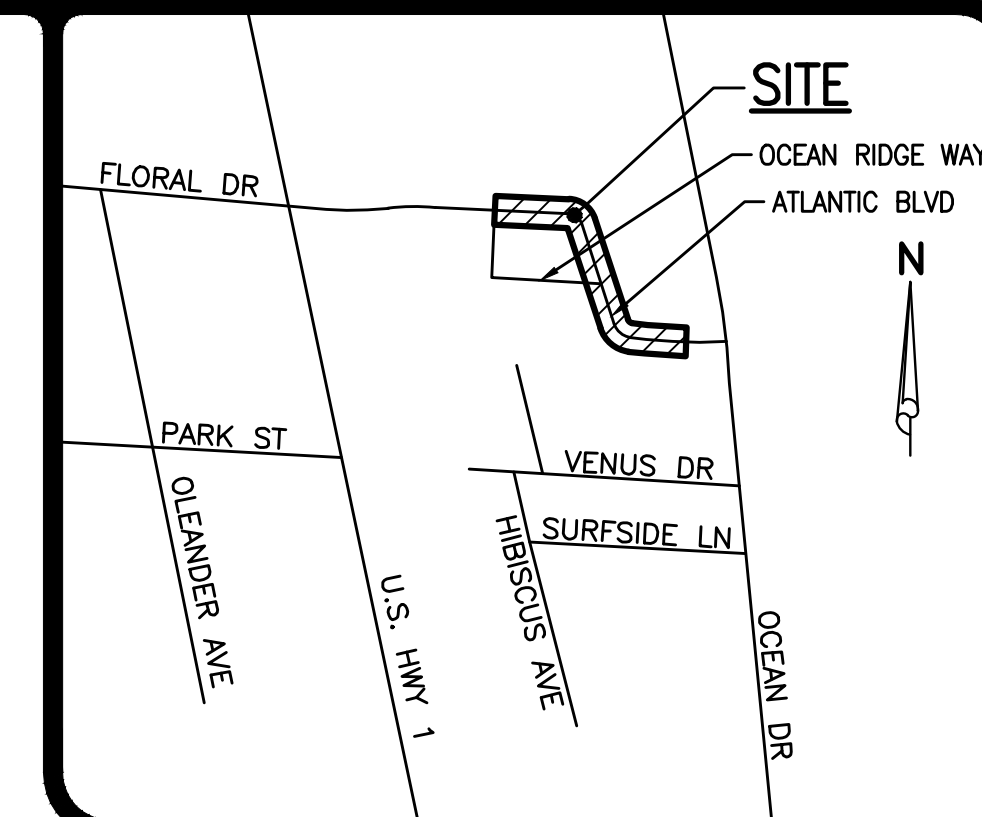 SITE
OCEAN RIDGE WAY
FLORAL DR
ATLANTIC BLVD
N
PARK ST
VENUS DR
OLEANDER AVE
SURFSIDE LN
HIBISCUS AVE
U.S. HWY 1
OCEAN DR